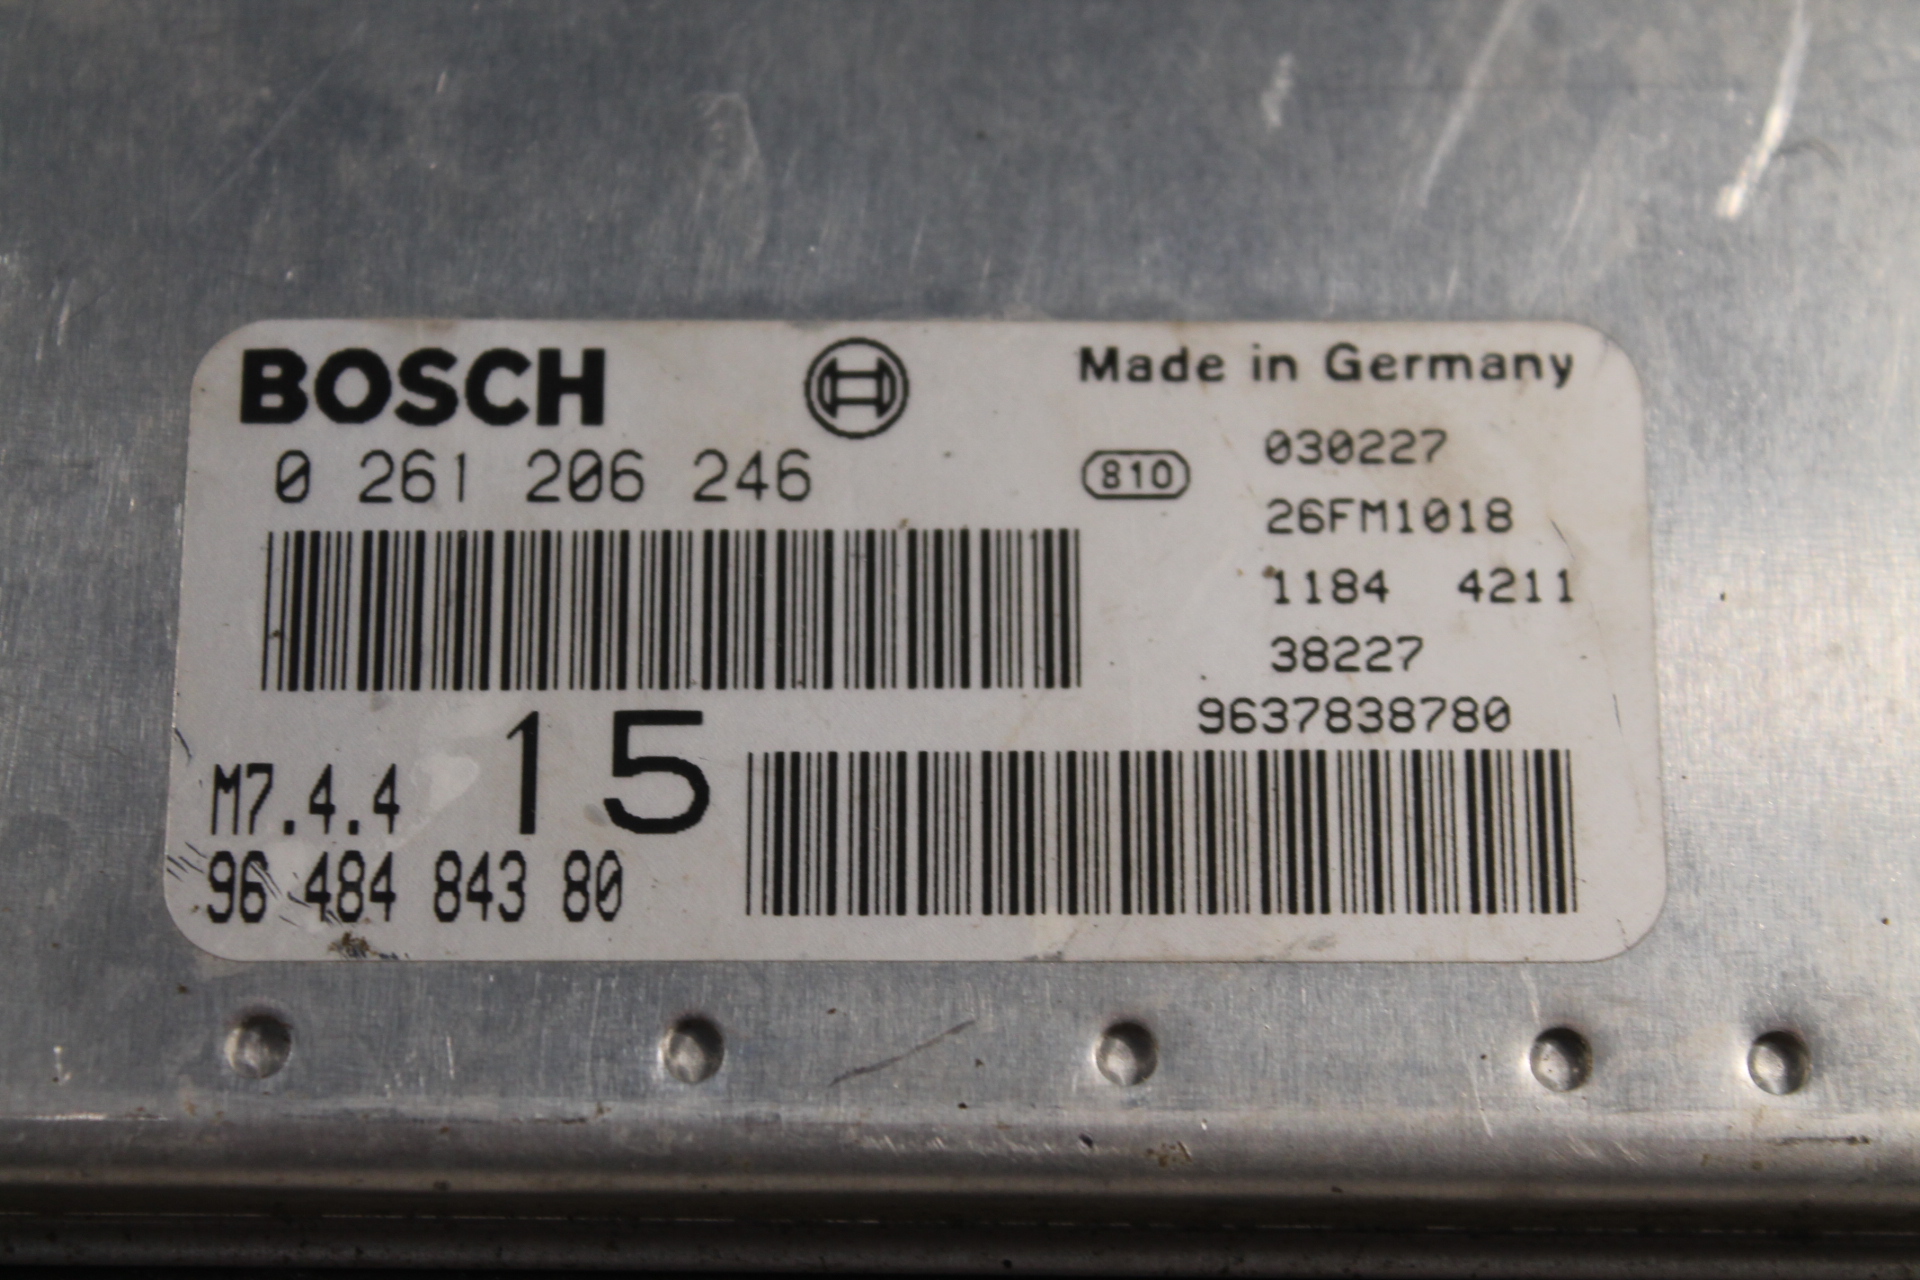 BOSCH
Made in Germany
0 261 206 246
810
030227
26FM1018
1184 4211
38227
9637838780
15
M7.4.4
96 484 843 80